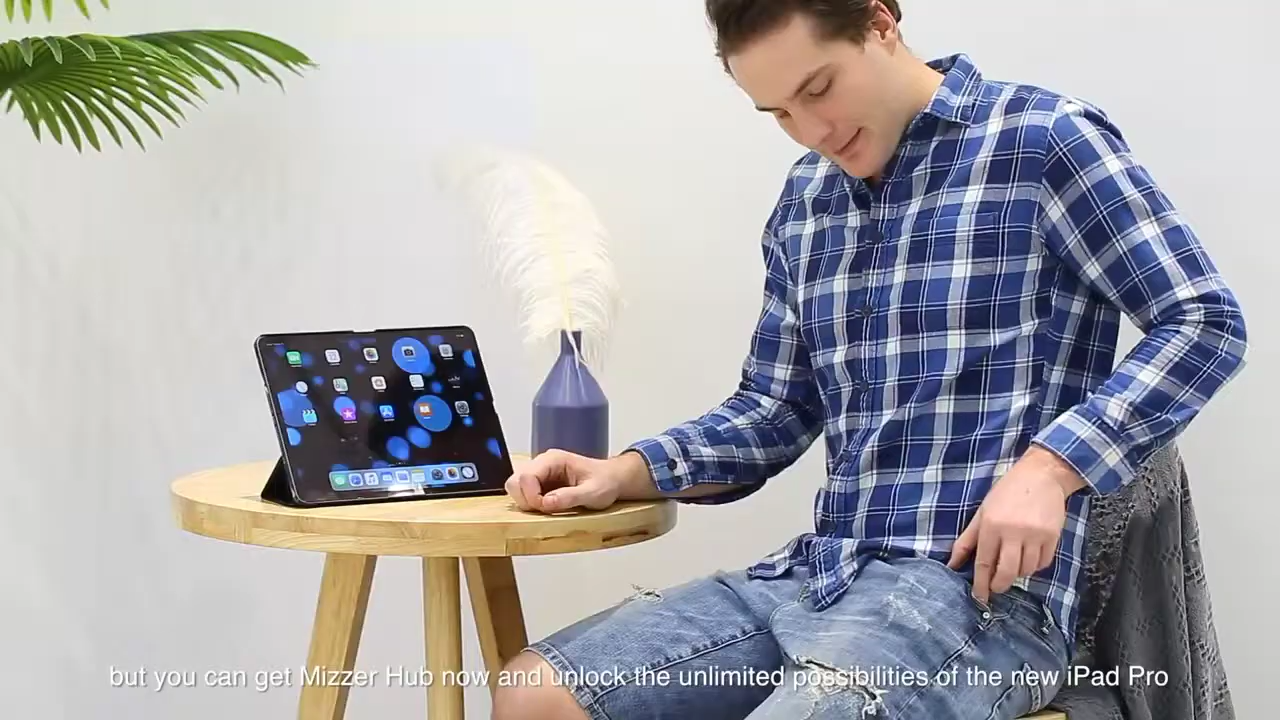 but you can get Mizzer Hub now and unlock the unlimited possibilities of the new iPad Pro